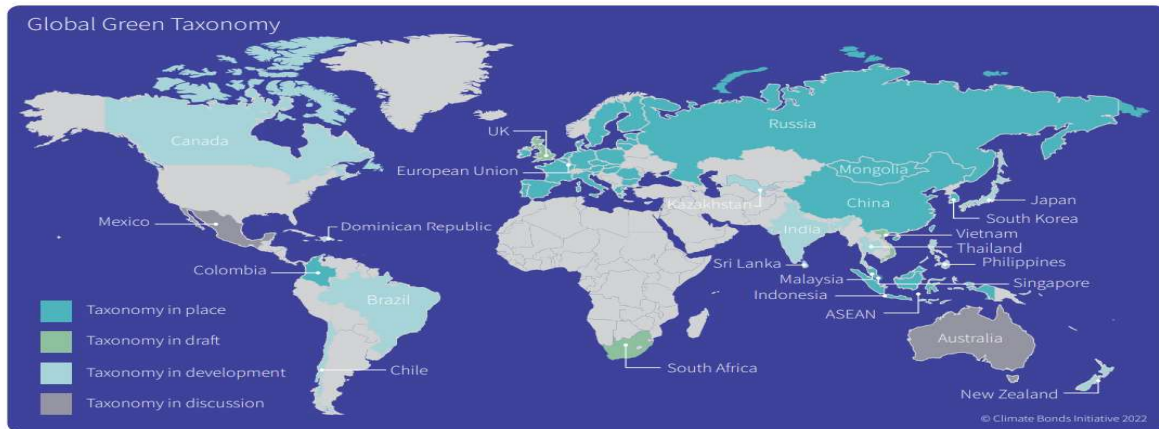 Global Green Taxonomy
Canada
UK
European Union
Russia
Mongolia
China
Kazakhstan
Japan
South Korea
Mexico
Dominican Republic
India
Vietnam
Thailand
Philippines
Colombia
Sri Lanka
Malaysia
Singapore
Indonesia
ASEAN
Brazil
Australia
Chile
South Africa
New Zealand
Taxonomy in place
Taxonomy in draft
Taxonomy in development
Taxonomy in discussion
© Climate Bonds Initiative 2022